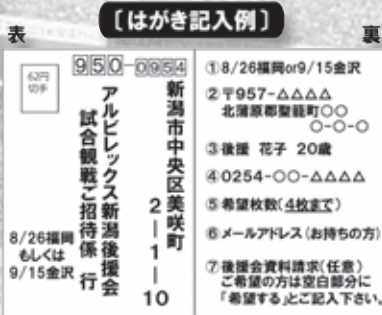 〔はがき記入例〕
表
裏
62円
切手
950-0954
新潟市中央区美咲町
2ー1ー10
アルビレックス新潟後援会
試合観戦ご招待係 行
8/26福岡
もしくは
9/15金沢
①8/26福岡or9/15金沢
②〒957-△△△△
北蒲原郡聖籠町○○
○-○-○
③後援 花子 20歳
④0254-○○-△△△△
⑤希望枚数(4枚まで)
⑥メールアドレス(お持ちの方)
⑦後援会資料請求(任意)
ご希望の方は空白部分に
「希望する」とご記入下さい。